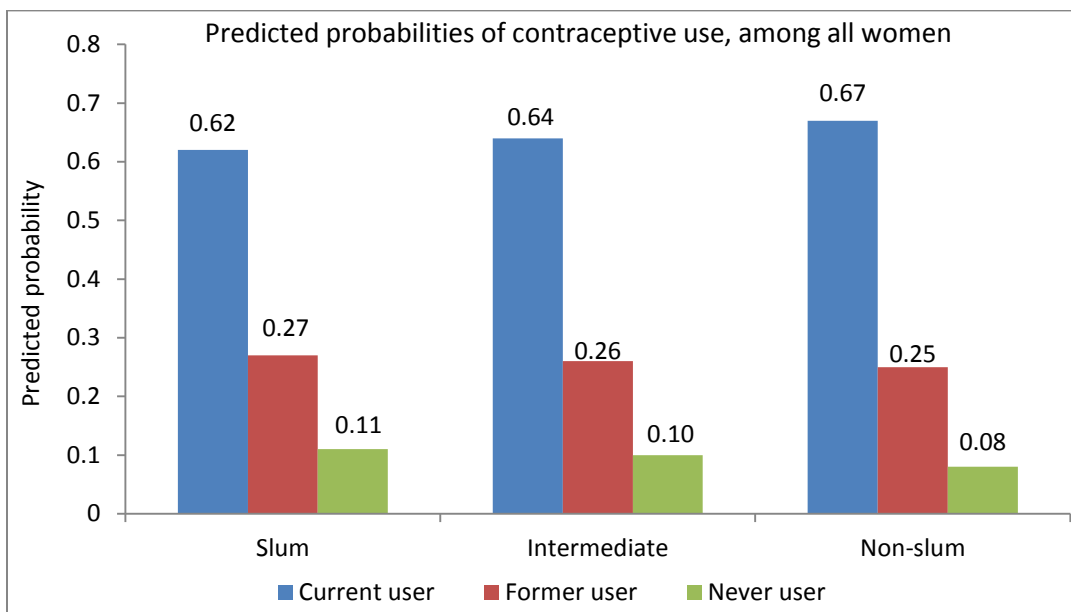 Predicted probabilities of contraceptive use, among all women
Predicted probability
0.8
0.7
0.6
0.5
0.4
0.3
0.2
0.1
0
0.62
0.27
0.11
0.64
0.26
0.10
0.67
0.25
0.08
Slum
Intermediate
Non-slum
Current user
Former user
Never user